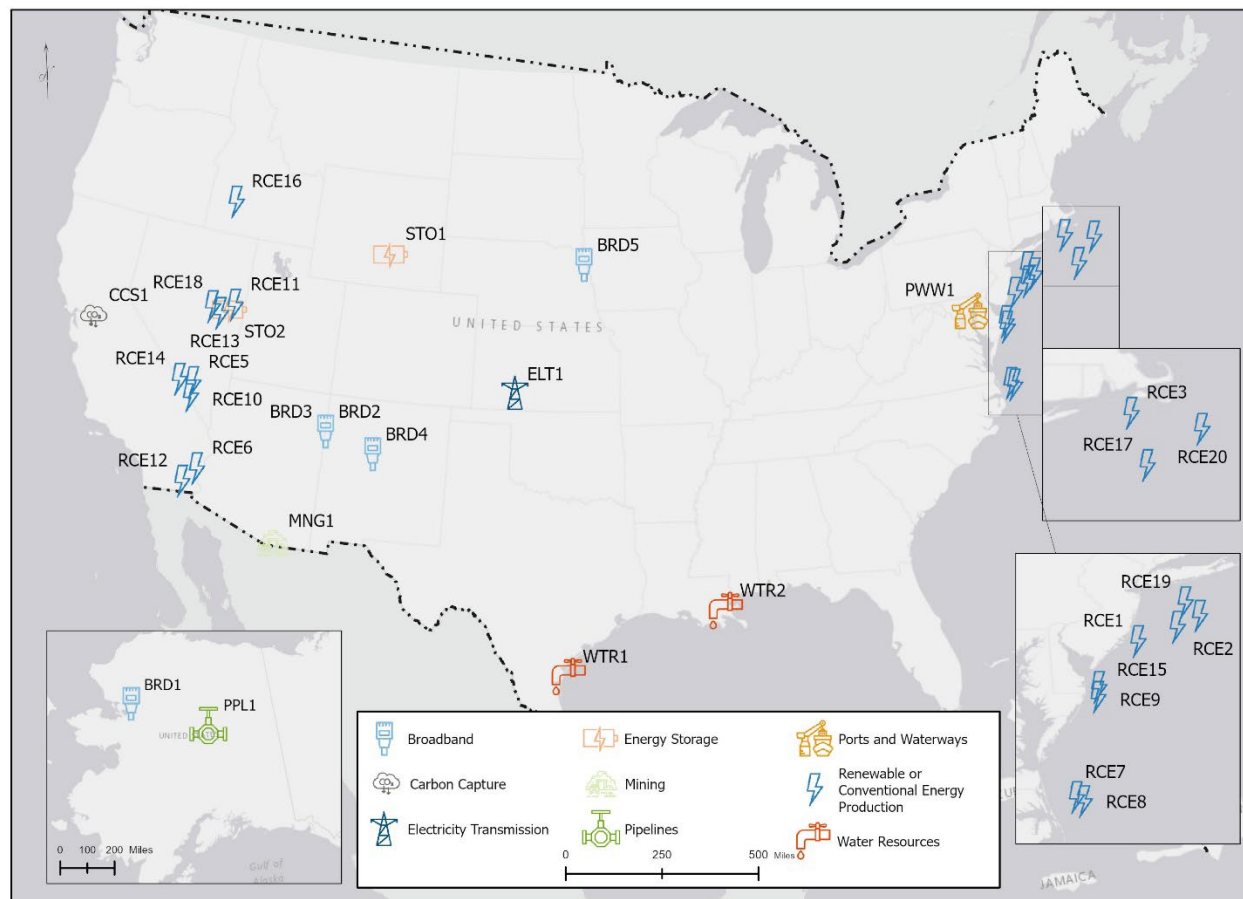 RCE16
STO1
BRD5
RCE18
RCE11
CCS1
PWW1
UNITED STATES
RCE13
STO2
RCE14
RCE5
ELT1
RCE10
BRD3
BRD2
BRD4
RCE3
RCE17
RCE20
RCE12
RCE6
MNG1
WTR2
WTR1
RCE19
RCE1
RCE2
RCE15
RCE9
RCE7
RCE8
BRD1
PPL1
UNITED
Gulf of
Alaska
0 100 200 Miles
Broadband
Energy Storage
Ports and Waterways
Carbon Capture
Mining
Renewable or
Conventional Energy
Production
Electricity Transmission
Pipelines
Water Resources
0 250 500 Miles
JAMAICA